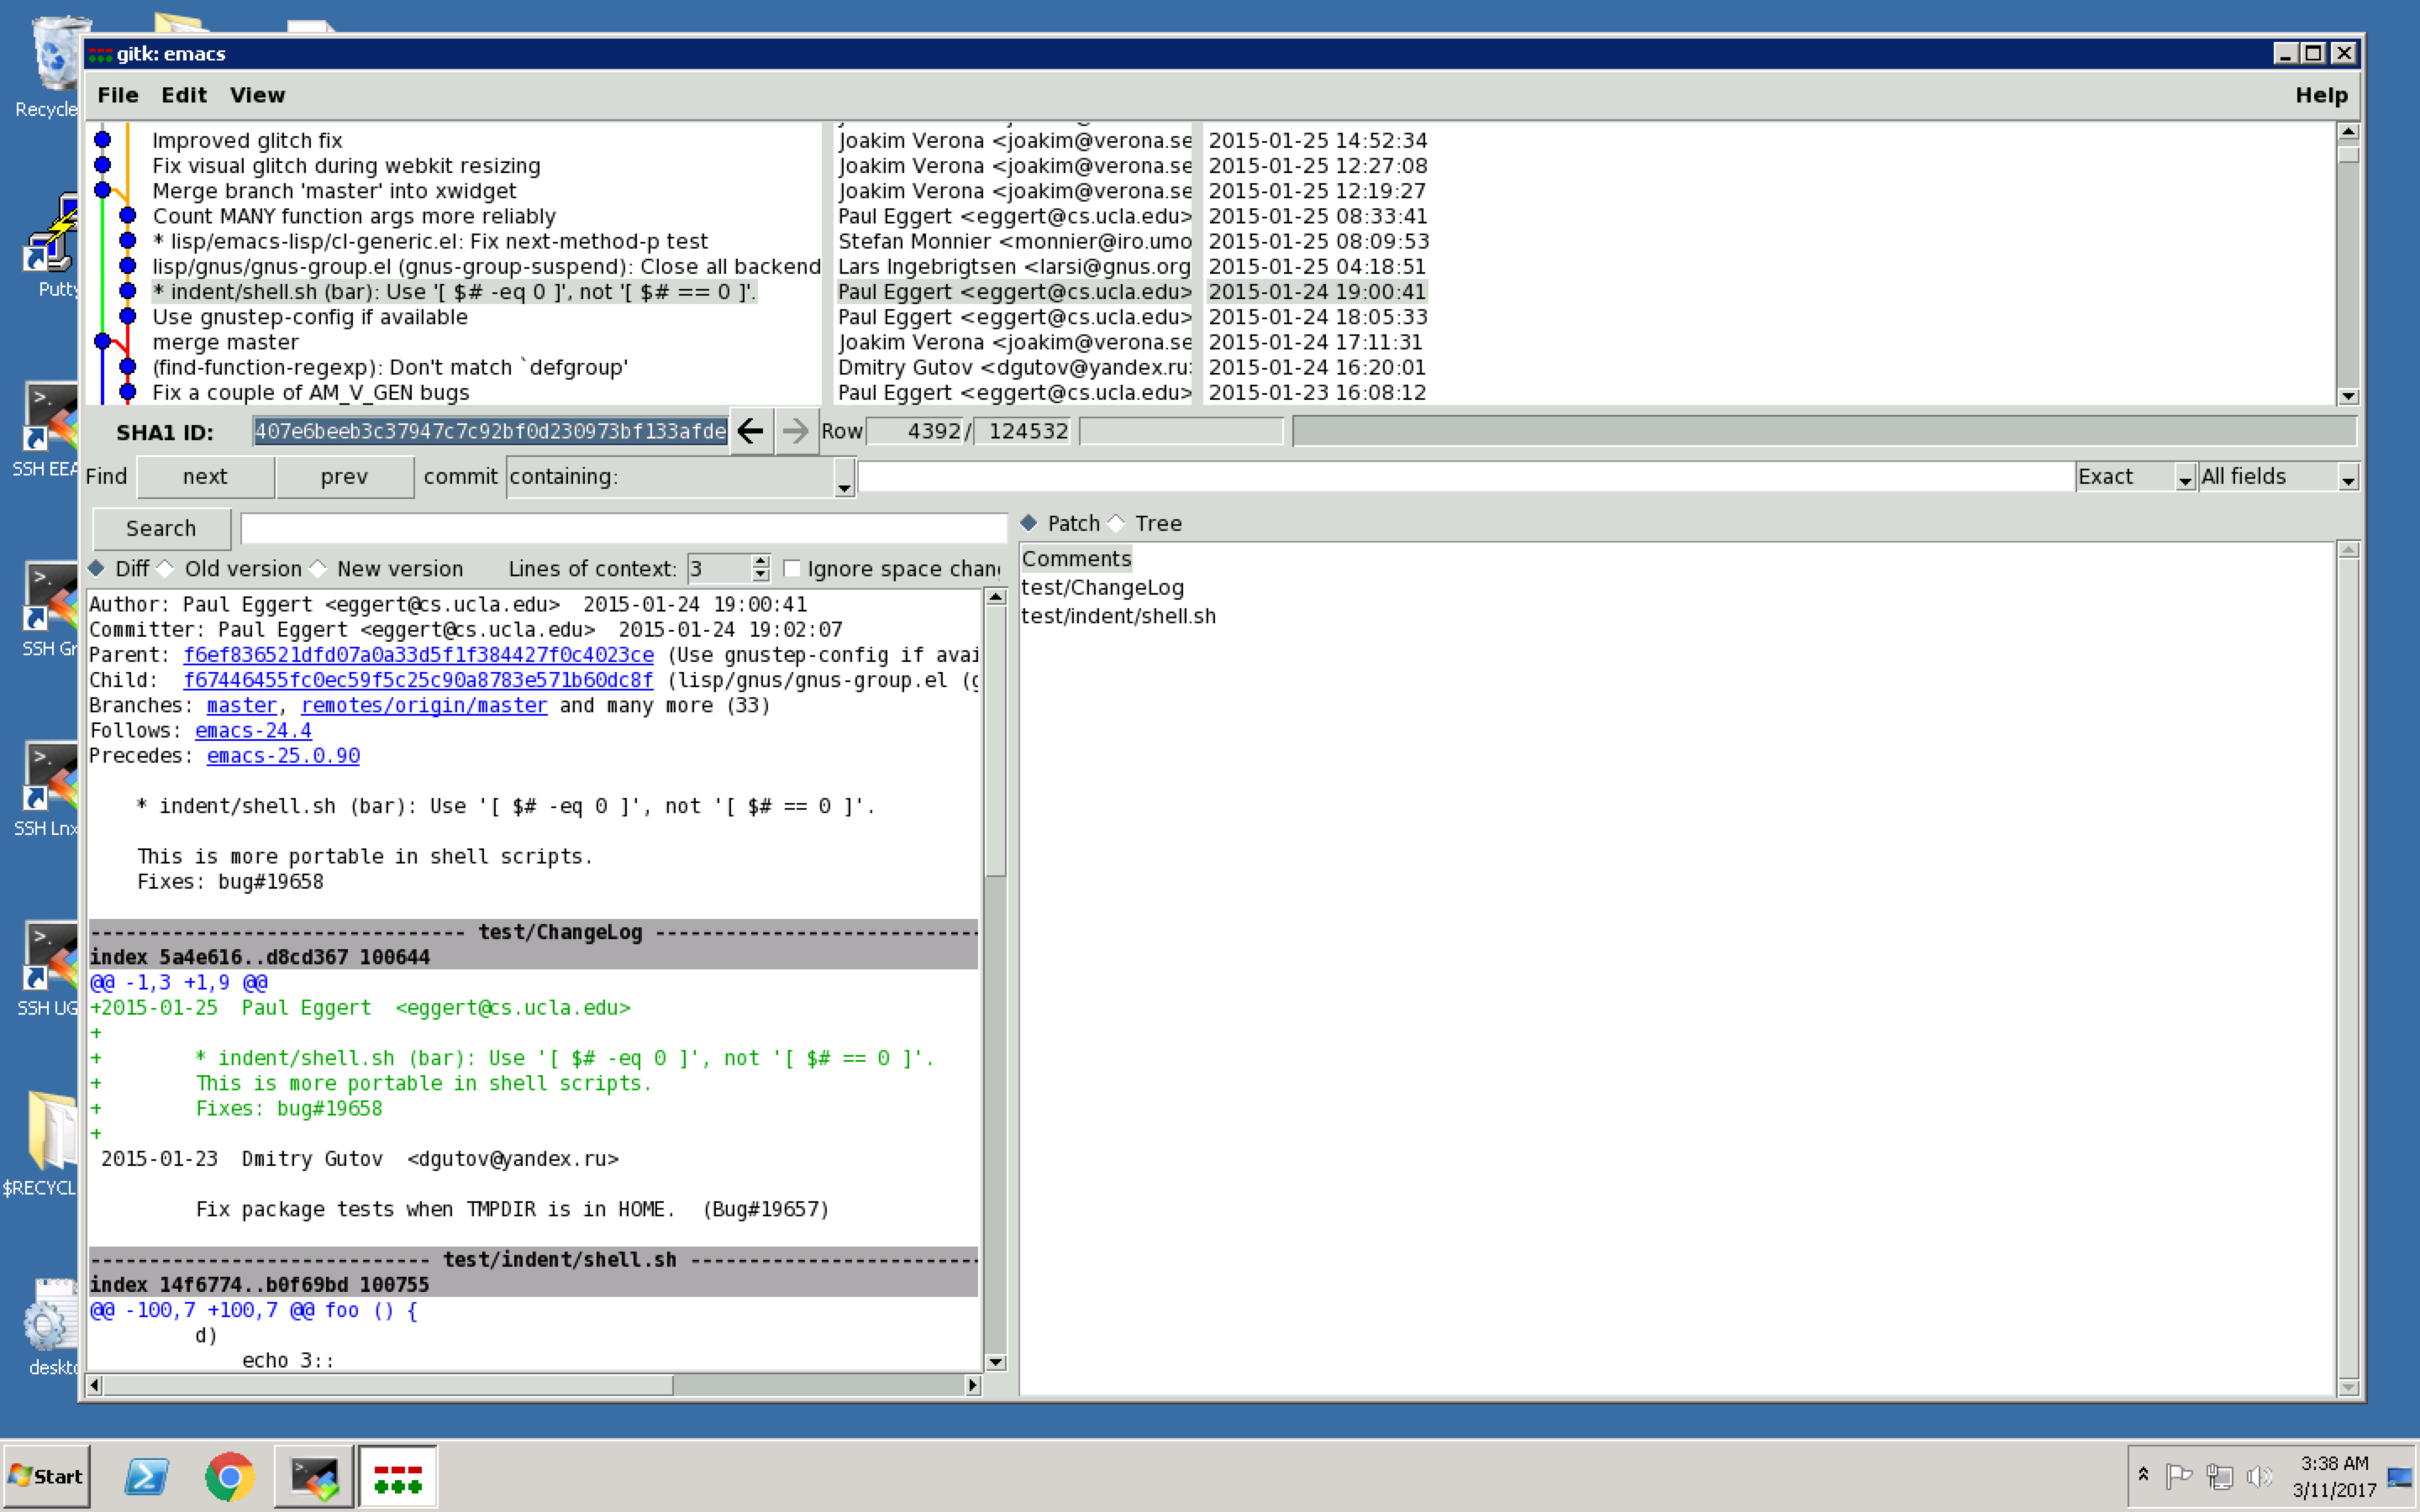 gitk: emacs
File Edit View Help
Improved glitch fix Joakim Verona <joakim@verona.se 2015-01-25 14:52:34
Fix visual glitch during webkit resizing Joakim Verona <joakim@verona.se 2015-01-25 12:27:08
Merge branch 'master' into xwidget Joakim Verona <joakim@verona.se 2015-01-25 12:19:27
Count MANY function args more reliably Paul Eggert <eggert@cs.ucla.edu> 2015-01-25 08:33:41
* lisp/emacs-lisp/cl-generic.el: Fix next-method-p test Stefan Monnier <monnier@iro.umo 2015-01-25 08:09:53
lisp/gnus/gnus-group.el (gnus-group-suspend): Close all backend Lars Ingebrigtsen <larsi@gnus.org 2015-01-25 04:18:51
* indent/shell.sh (bar): Use '[ $# -eq 0 ]', not '[ $# == 0 ]'. Paul Eggert <eggert@cs.ucla.edu> 2015-01-24 19:00:41
Use gnustep-config if available Paul Eggert <eggert@cs.ucla.edu> 2015-01-24 18:05:33
merge master Joakim Verona <joakim@verona.se 2015-01-24 17:11:31
(find-function-regexp): Don't match `defgroup' Dmitry Gutov <dgutov@yandex.ru 2015-01-24 16:20:01
Fix a couple of AM_V_GEN bugs Paul Eggert <eggert@cs.ucla.edu> 2015-01-23 16:08:12
SHA1 ID: 407e6beeb3c37947c7c92bf0d230973bf133afde Row 4392 / 124532
Find next prev commit containing: Exact All fields
Search
Diff Old version New version Lines of context: 3 Ignore space chan
Author: Paul Eggert <eggert@cs.ucla.edu> 2015-01-24 19:00:41
Committer: Paul Eggert <eggert@cs.ucla.edu> 2015-01-24 19:02:07
Parent: f6ef836521dfd07a0a33d5f1f384427f0c4023ce (Use gnustep-config if avai
Child: f67446455fc0ec59f5c25c90a8783e571b60dc8f (lisp/gnus/gnus-group.el (g
Branches: master, remotes/origin/master and many more (33)
Follows: emacs-24.4
Precedes: emacs-25.0.90
* indent/shell.sh (bar): Use '[ $# -eq 0 ]', not '[ $# == 0 ]'.
This is more portable in shell scripts.
Fixes: bug#19658
-------------------------------- test/ChangeLog ----------------------------
index 5a4e616..d8cd367 100644
@@ -1,3 +1,9 @@
+2015-01-25 Paul Eggert <eggert@cs.ucla.edu>
+
+ * indent/shell.sh (bar): Use '[ $# -eq 0 ]', not '[ $# == 0 ]'.
+ This is more portable in shell scripts.
+ Fixes: bug#19658
+
2015-01-23 Dmitry Gutov <dgutov@yandex.ru>
Fix package tests when TMPDIR is in HOME. (Bug#19657)
----------------------------- test/indent/shell.sh -------------------------
index 14f6774..b0f69bd 100755
@@ -100,7 +100,7 @@ foo () {
d)
echo 3::
Patch Tree
Comments
test/ChangeLog
test/indent/shell.sh
Recycle
Putty
SSH EEA
SSH Gr
SSH Lnx
SSH UG
$RECYCL
deskto
Start
3:38 AM
3/11/2017